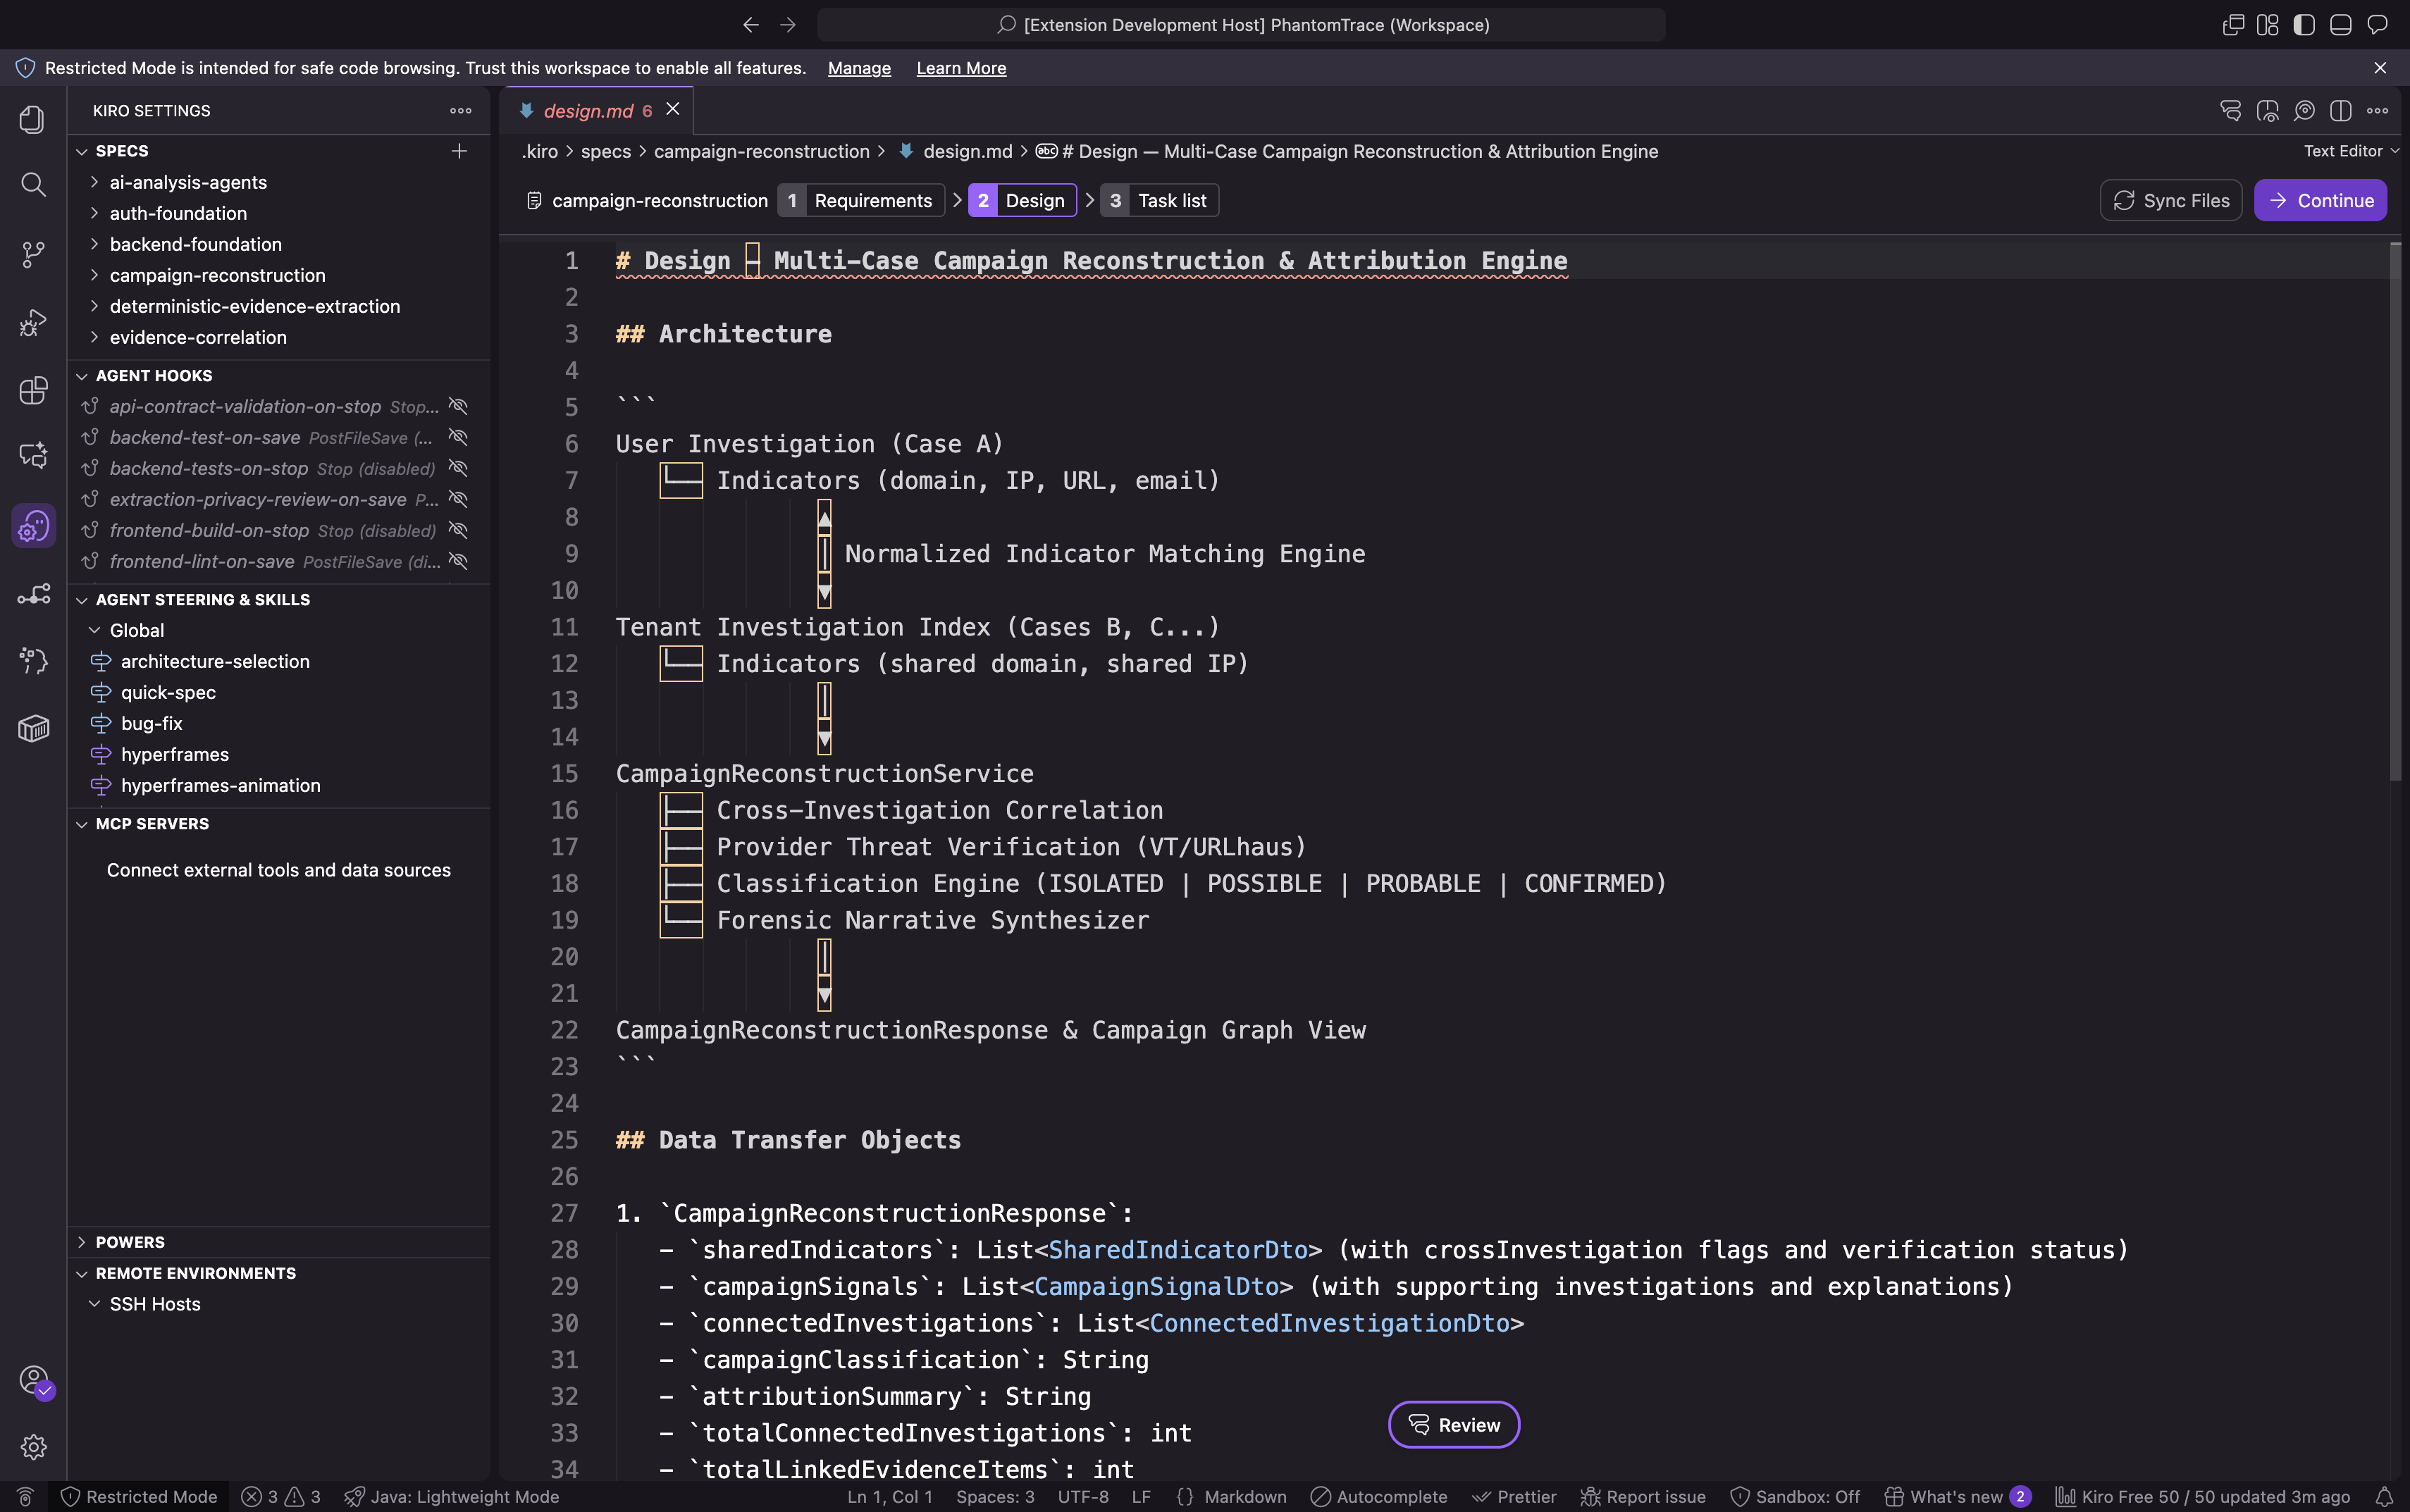 [Extension Development Host] PhantomTrace (Workspace)
Restricted Mode is intended for safe code browsing. Trust this workspace to enable all features. Manage Learn More
KIRO SETTINGS
SPECS
ai-analysis-agents
auth-foundation
backend-foundation
campaign-reconstruction
deterministic-evidence-extraction
evidence-correlation
AGENT HOOKS
api-contract-validation-on-stop Stop...
backend-test-on-save PostFileSave (...
backend-tests-on-stop Stop (disabled)
extraction-privacy-review-on-save P...
frontend-build-on-stop Stop (disabled)
frontend-lint-on-save PostFileSave (di...
AGENT STEERING & SKILLS
Global
architecture-selection
quick-spec
bug-fix
hyperframes
hyperframes-animation
MCP SERVERS
Connect external tools and data sources
POWERS
REMOTE ENVIRONMENTS
SSH Hosts
design.md 6
.kiro > specs > campaign-reconstruction > design.md > # Design — Multi-Case Campaign Reconstruction & Attribution Engine
Text Editor
campaign-reconstruction 1 Requirements > 2 Design > 3 Task list
Sync Files
Continue
1 # Design — Multi-Case Campaign Reconstruction & Attribution Engine
2
3 ## Architecture
4
5 ```
6 User Investigation (Case A)
7 └── Indicators (domain, IP, URL, email)
8 ▲
9 │ Normalized Indicator Matching Engine
10 ▼
11 Tenant Investigation Index (Cases B, C...)
12 └── Indicators (shared domain, shared IP)
13 │
14 ▼
15 CampaignReconstructionService
16 ├── Cross-Investigation Correlation
17 ├── Provider Threat Verification (VT/URLhaus)
18 ├── Classification Engine (ISOLATED | POSSIBLE | PROBABLE | CONFIRMED)
19 └── Forensic Narrative Synthesizer
20 │
21 ▼
22 CampaignReconstructionResponse & Campaign Graph View
23 ```
24
25 ## Data Transfer Objects
26
27 1. `CampaignReconstructionResponse`:
28 - `sharedIndicators`: List<SharedIndicatorDto> (with crossInvestigation flags and verification status)
29 - `campaignSignals`: List<CampaignSignalDto> (with supporting investigations and explanations)
30 - `connectedInvestigations`: List<ConnectedInvestigationDto>
31 - `campaignClassification`: String
32 - `attributionSummary`: String
33 - `totalConnectedInvestigations`: int
34 - `totalLinkedEvidenceItems`: int
Review
Restricted Mode 3 3 Java: Lightweight Mode Ln 1, Col 1 Spaces: 3 UTF-8 LF {} Markdown Autocomplete Prettier Report issue Sandbox: Off What's new 2 Kiro Free 50 / 50 updated 3m ago